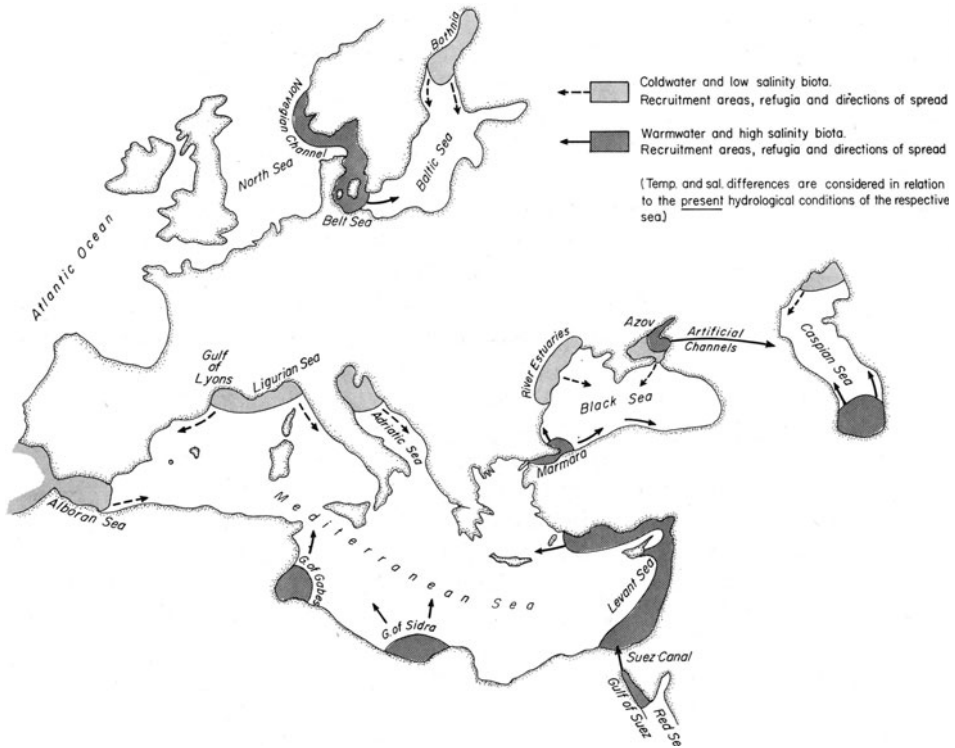 Bothnia
Coldwater and low salinity biota.
Recruitment areas, refugia and directions of spread
Warmwater and high salinity biota.
Recruitment areas, refugia and directions of spread
(Temp. and sal. differences are considered in relation
to the present hydrological conditions of the respective
sea.)
Norwegian
Channel
North Sea
Baltic Sea
Belt Sea
Atlantic Ocean
Azov
Artificial
Channels
Caspian Sea
River Estuaries
Black Sea
Marmara
Gulf
of
Lyons
Ligurian Sea
Adriatic Sea
Alboran Sea
Mediterranean Sea
G. of Gabes
G. of Sidra
Levant Sea
Suez Canal
Gulf of Suez
Red Se